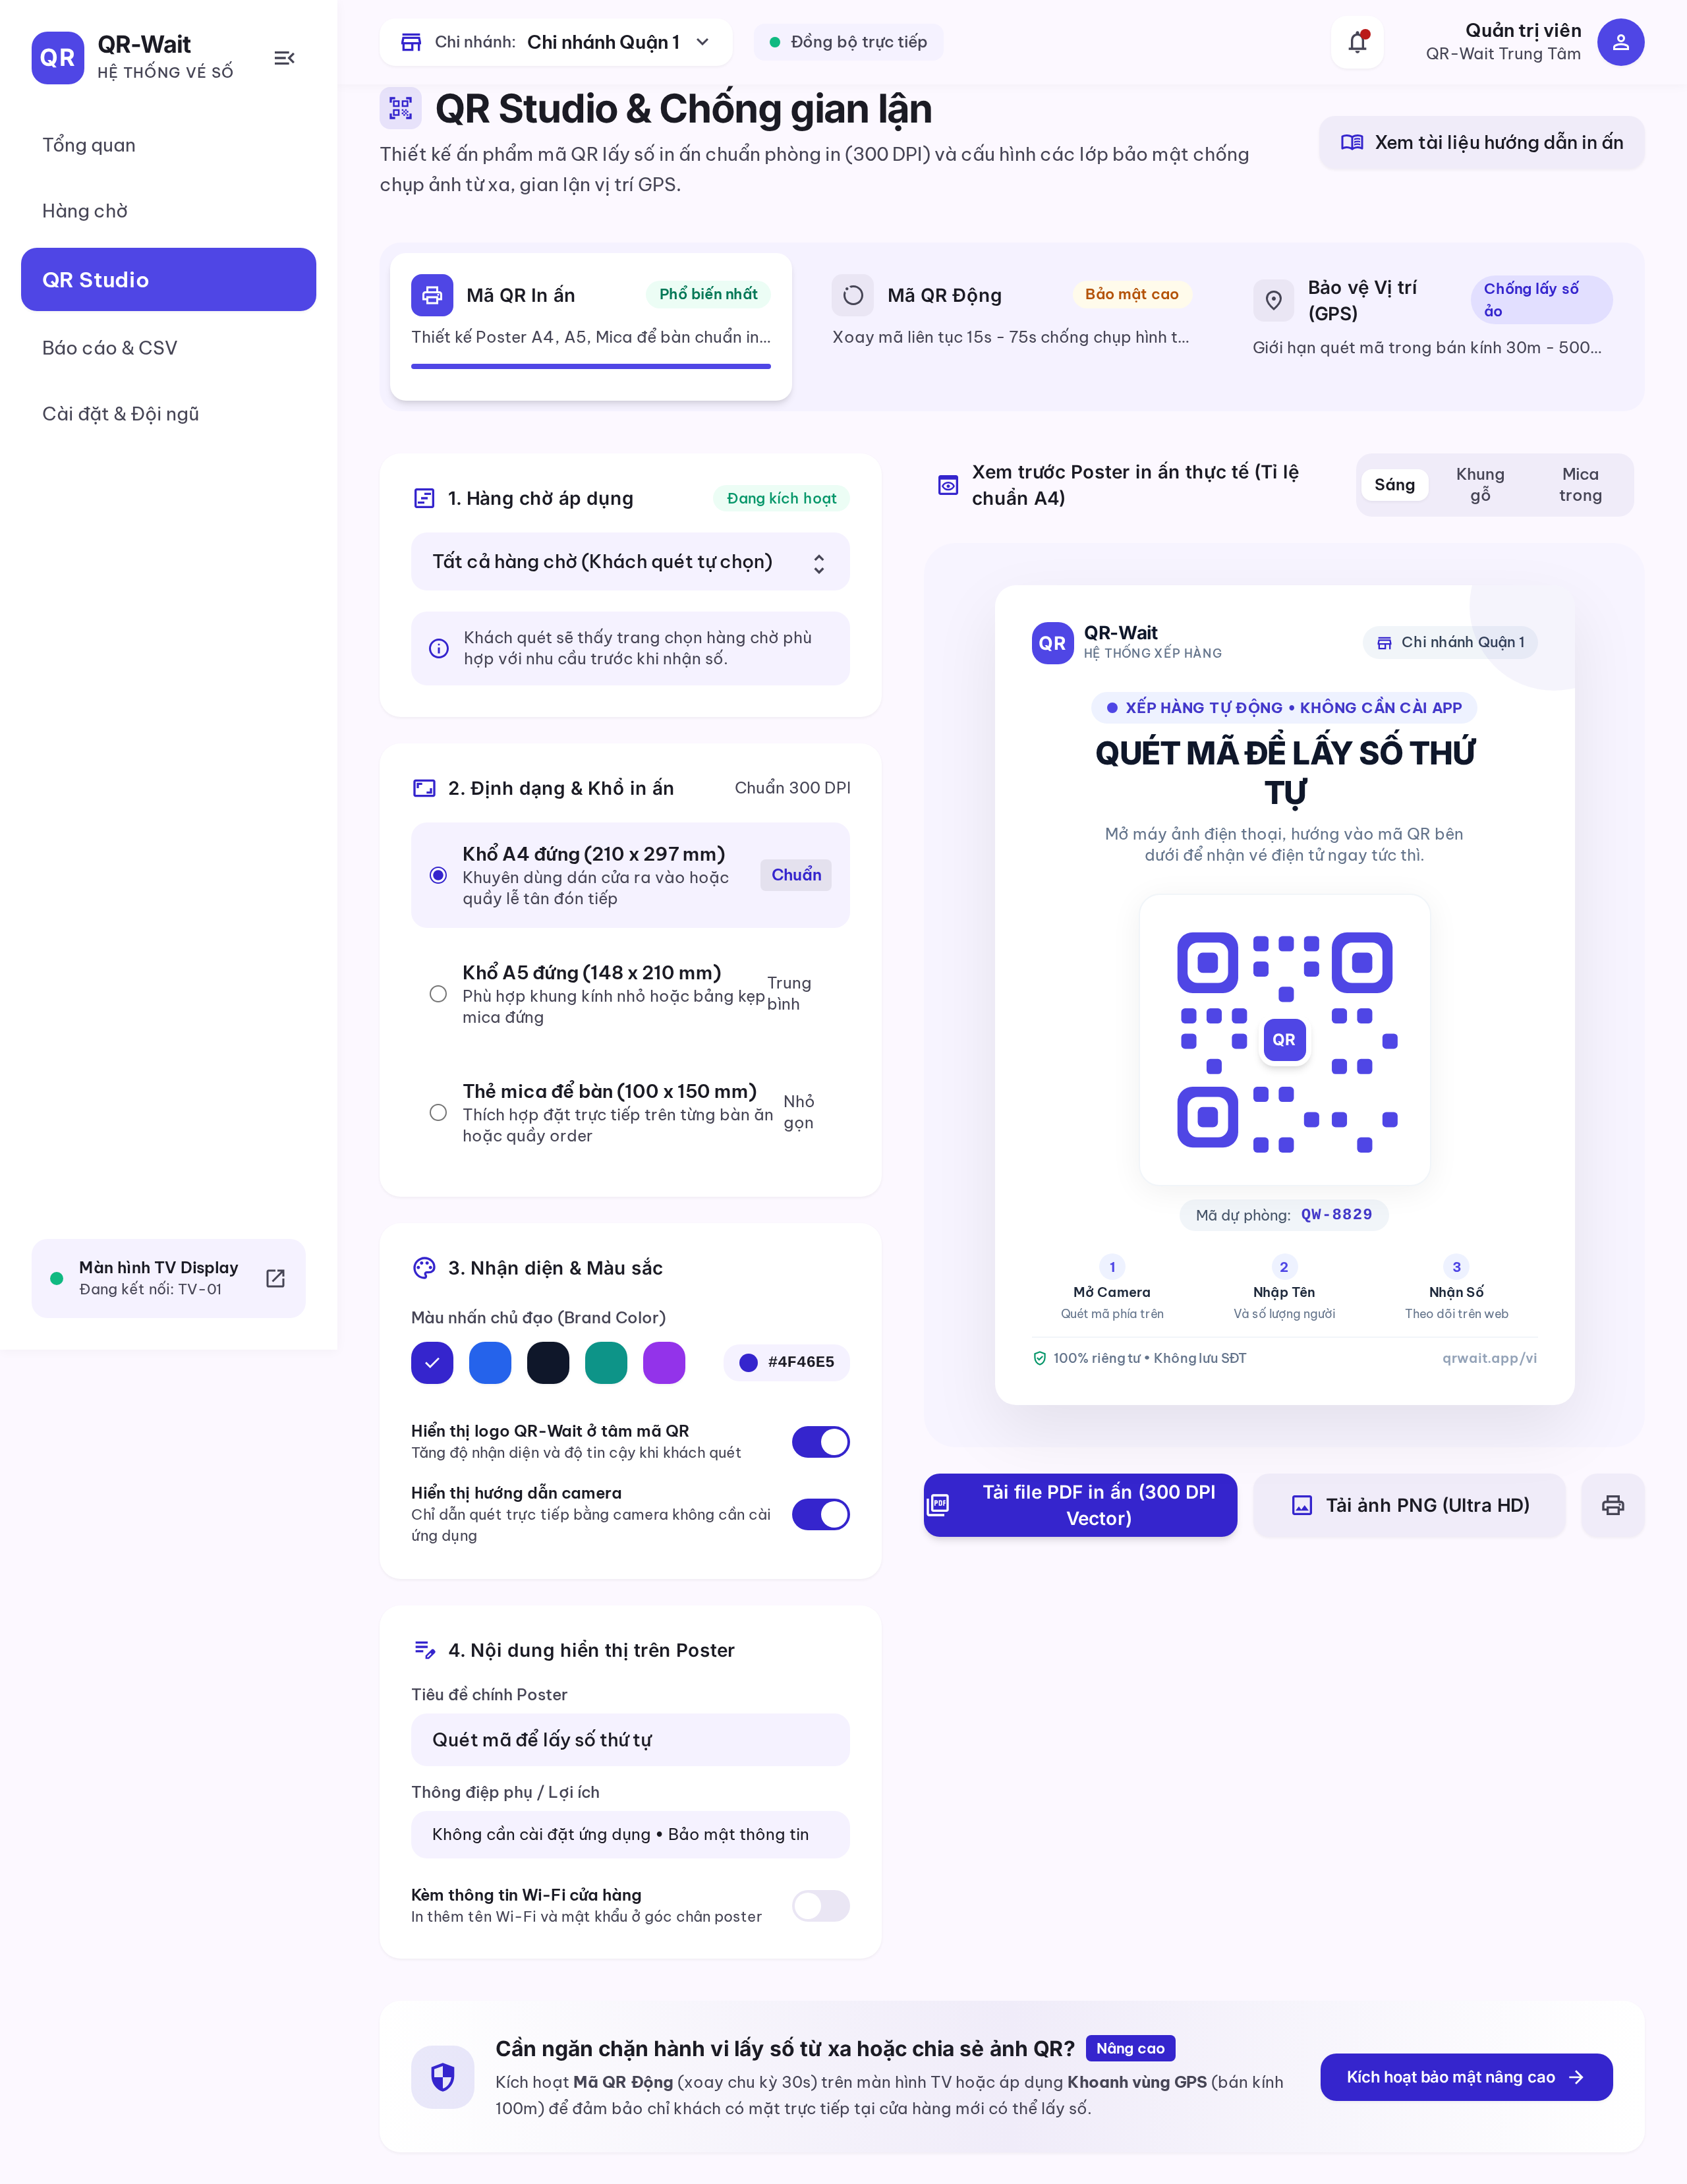 QR
QR-Wait
HỆ THỐNG VÉ SỐ
Tổng quan
Hàng chờ
QR Studio
Báo cáo & CSV
Cài đặt & Đội ngũ
Màn hình TV Display
Đang kết nối: TV-01
Chi nhánh: Chi nhánh Quận 1
Đồng bộ trực tiếp
Quản trị viên
QR-Wait Trung Tâm
QR Studio & Chống gian lận
Thiết kế ấn phẩm mã QR lấy số in ấn chuẩn phòng in (300 DPI) và cấu hình các lớp bảo mật chống
chụp ảnh từ xa, gian lận vị trí GPS.
Xem tài liệu hướng dẫn in ấn
Mã QR In ấn
Phổ biến nhất
Thiết kế Poster A4, A5, Mica để bàn chuẩn in...
Mã QR Động
Bảo mật cao
Xoay mã liên tục 15s - 75s chống chụp hình t...
Bảo vệ Vị trí
(GPS)
Chống lấy số
ảo
Giới hạn quét mã trong bán kính 30m - 500...
1. Hàng chờ áp dụng
Đang kích hoạt
Tất cả hàng chờ (Khách quét tự chọn)
Khách quét sẽ thấy trang chọn hàng chờ phù
hợp với nhu cầu trước khi nhận số.
2. Định dạng & Khổ in ấn
Chuẩn 300 DPI
Khổ A4 đứng (210 x 297 mm)
Khuyên dùng dán cửa ra vào hoặc
quầy lễ tân đón tiếp
Chuẩn
Khổ A5 đứng (148 x 210 mm)
Phù hợp khung kính nhỏ hoặc bảng kẹp
mica đứng
Trung
bình
Thẻ mica để bàn (100 x 150 mm)
Thích hợp đặt trực tiếp trên từng bàn ăn
hoặc quầy order
Nhỏ
gọn
3. Nhận diện & Màu sắc
Màu nhấn chủ đạo (Brand Color)
#4F46E5
Hiển thị logo QR-Wait ở tâm mã QR
Tăng độ nhận diện và độ tin cậy khi khách quét
Hiển thị hướng dẫn camera
Chỉ dẫn quét trực tiếp bằng camera không cần cài
ứng dụng
4. Nội dung hiển thị trên Poster
Tiêu đề chính Poster
Quét mã để lấy số thứ tự
Thông điệp phụ / Lợi ích
Không cần cài đặt ứng dụng • Bảo mật thông tin
Kèm thông tin Wi-Fi cửa hàng
In thêm tên Wi-Fi và mật khẩu ở góc chân poster
Xem trước Poster in ấn thực tế (Tỉ lệ
chuẩn A4)
Sáng
Khung
gỗ
Mica
trong
QR
QR-Wait
HỆ THỐNG XẾP HÀNG
Chi nhánh Quận 1
XẾP HÀNG TỰ ĐỘNG • KHÔNG CẦN CÀI APP
QUÉT MÃ ĐỂ LẤY SỐ THỨ
TỰ
Mở máy ảnh điện thoại, hướng vào mã QR bên
dưới để nhận vé điện tử ngay tức thì.
QR
Mã dự phòng: QW-8829
1
Mở Camera
Quét mã phía trên
2
Nhập Tên
Và số lượng người
3
Nhận Số
Theo dõi trên web
100% riêng tư • Không lưu SĐT
qrwait.app/vi
PDF
Tải file PDF in ấn (300 DPI
Vector)
Tải ảnh PNG (Ultra HD)
Cần ngăn chặn hành vi lấy số từ xa hoặc chia sẻ ảnh QR?
Nâng cao
Kích hoạt Mã QR Động (xoay chu kỳ 30s) trên màn hình TV hoặc áp dụng Khoanh vùng GPS (bán kính
100m) để đảm bảo chỉ khách có mặt trực tiếp tại cửa hàng mới có thể lấy số.
Kích hoạt bảo mật nâng cao